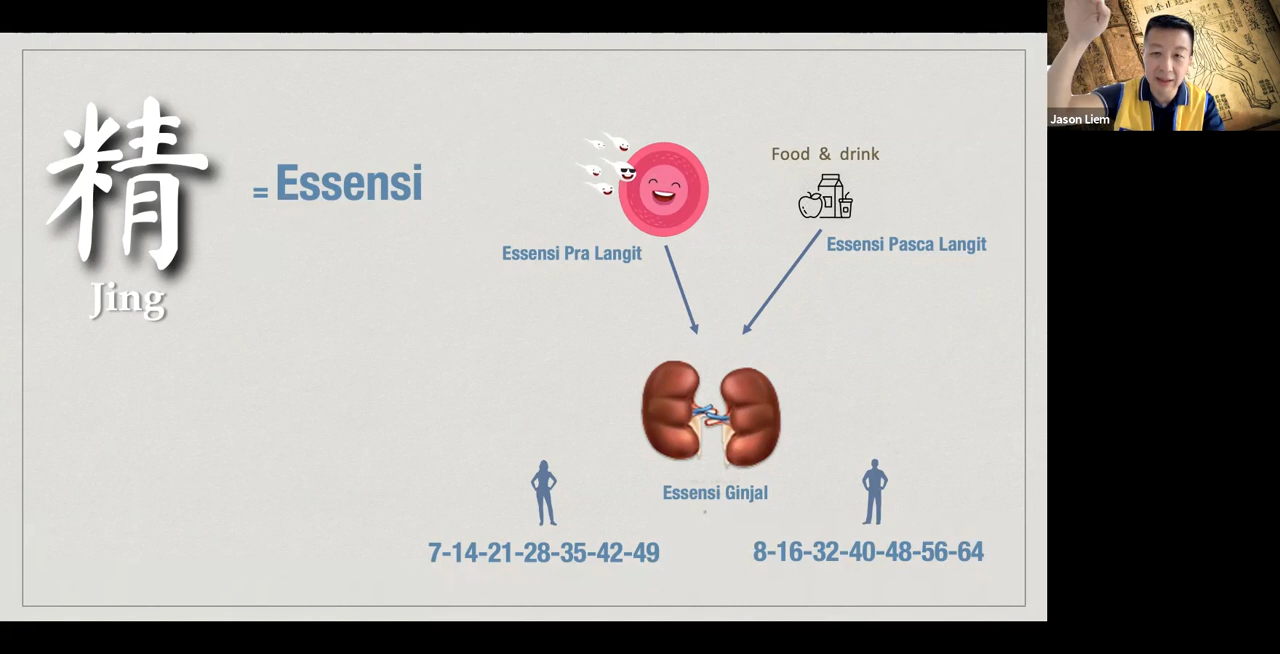 精
Jing
= Essensi
Food & drink
Essensi Pra Langit
Essensi Pasca Langit
Essensi Ginjal
7-14-21-28-35-42-49
8-16-32-40-48-56-64
Jason Liem